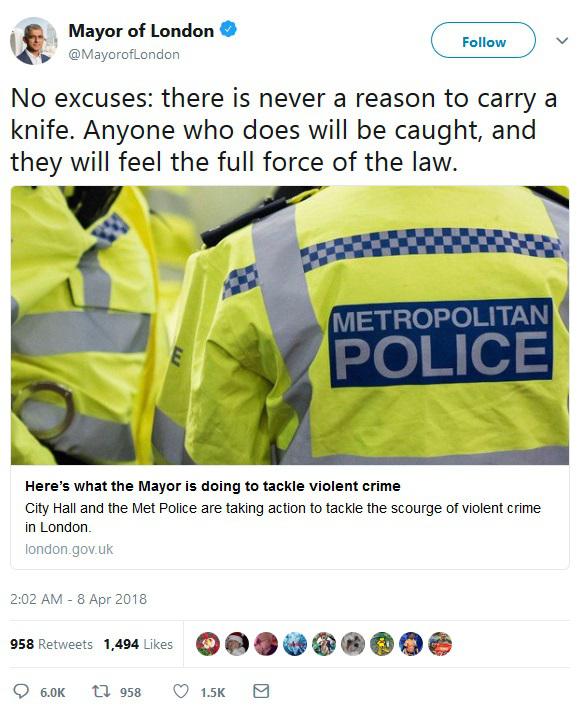 Mayor of London
@MayorofLondon
Follow
No excuses: there is never a reason to carry a
knife. Anyone who does will be caught, and
they will feel the full force of the law.
METROPOLITAN
POLICE
E
Here's what the Mayor is doing to tackle violent crime
City Hall and the Met Police are taking action to tackle the scourge of violent crime
in London.
london.gov.uk
2:02 AM - 8 Apr 2018
958 Retweets 1,494 Likes
6.0K 958 1.5K